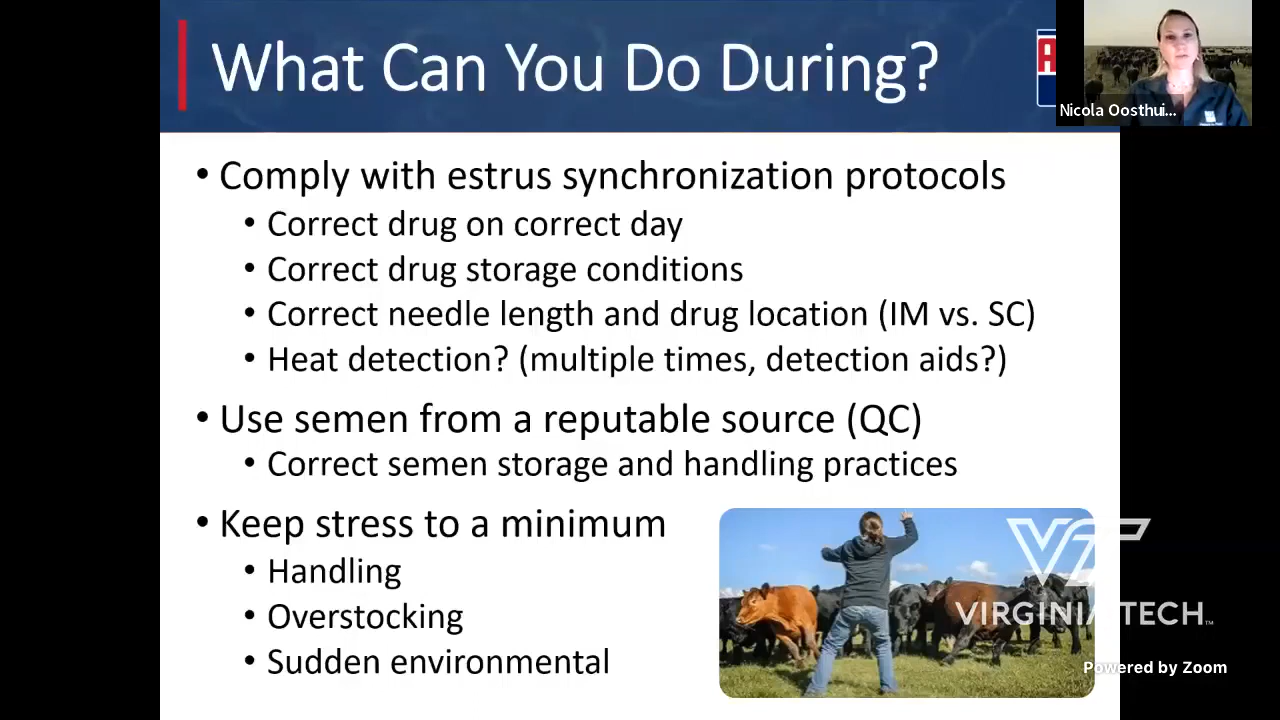 What Can You Do During?
A
Nicola Oosthui...
• Comply with estrus synchronization protocols
• Correct drug on correct day
• Correct drug storage conditions
• Correct needle length and drug location (IM vs. SC)
• Heat detection? (multiple times, detection aids?)
• Use semen from a reputable source (QC)
• Correct semen storage and handling practices
• Keep stress to a minimum
• Handling
• Overstocking
• Sudden environmental
VT
VIRGINIA TECH™
Powered by Zoom